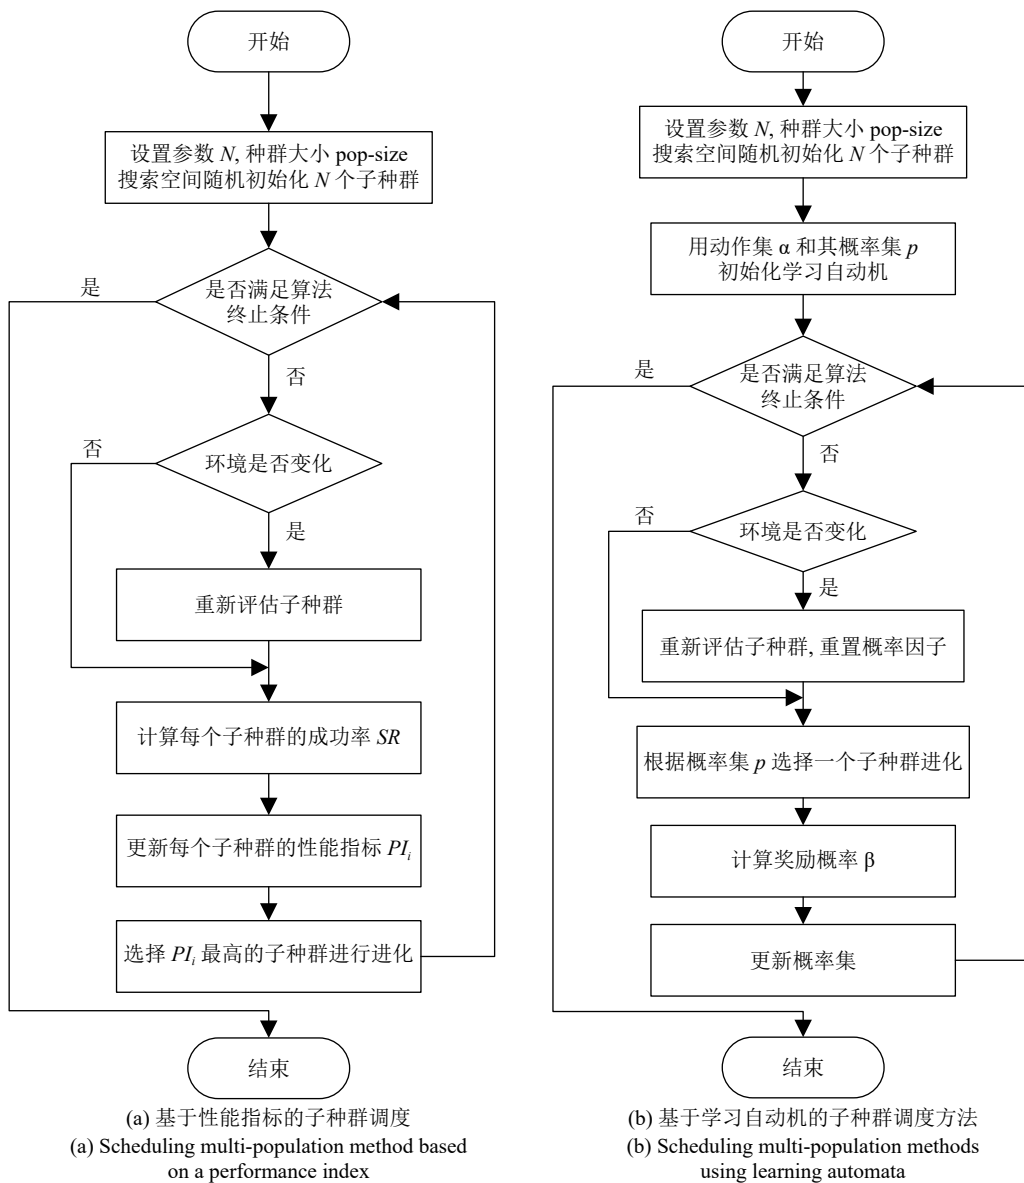 开始
设置参数 N, 种群大小 pop-size
搜索空间随机初始化 N 个子种群
是否满足算法
终止条件
是
否
环境是否变化
否
是
重新评估子种群
计算每个子种群的成功率 SR
更新每个子种群的性能指标 PIi
选择 PIi 最高的子种群进行进化
结束
(a) 基于性能指标的子种群调度
(a) Scheduling multi-population method based
on a performance index
开始
设置参数 N, 种群大小 pop-size
搜索空间随机初始化 N 个子种群
用动作集 α 和其概率集 p
初始化学习自动机
是否满足算法
终止条件
是
否
环境是否变化
否
是
重新评估子种群, 重置概率因子
根据概率集 p 选择一个子种群进化
计算奖励概率 β
更新概率集
结束
(b) 基于学习自动机的子种群调度方法
(b) Scheduling multi-population methods
using learning automata